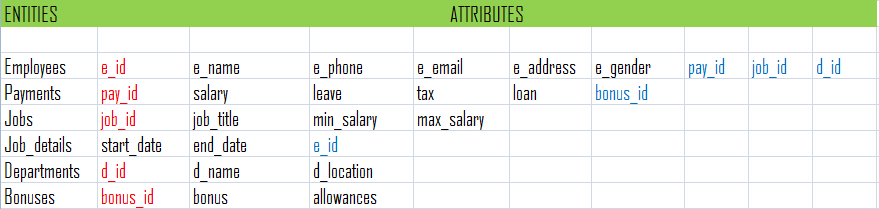 ENTITIES ATTRIBUTES
Employees e_id e_name e_phone e_email e_address e_gender pay_id job_id d_id
Payments pay_id salary leave tax loan bonus_id
Jobs job_id job_title min_salary max_salary
Job_details start_date end_date e_id
Departments d_id d_name d_location
Bonuses bonus_id bonus allowances